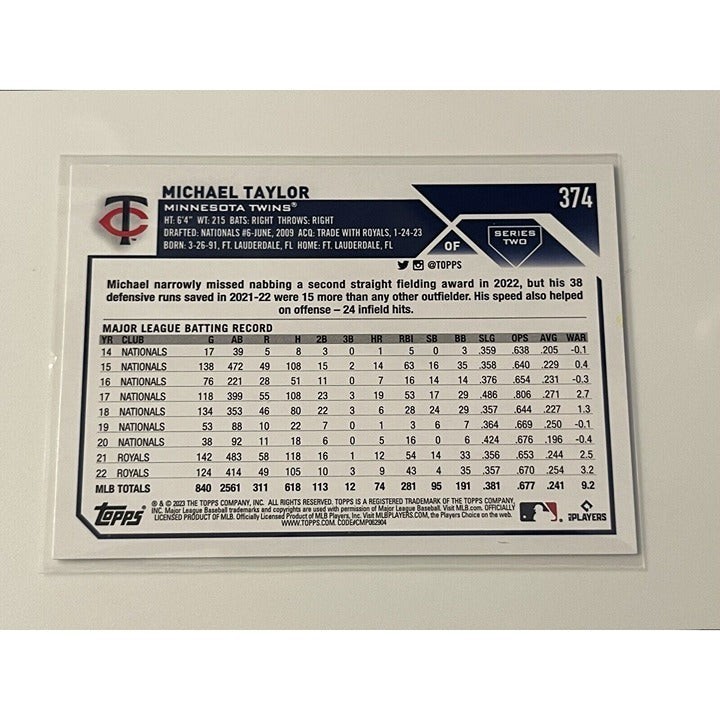 MICHAEL TAYLOR
374
MINNESOTA TWINS®
HT: 6'4" WT: 215 BATS: RIGHT THROWS: RIGHT
DRAFTED: NATIONALS #6-JUNE, 2009 ACQ: TRADE WITH ROYALS, 1-24-23
BORN: 3-26-91, FT. LAUDERDALE, FL HOME: FT. LAUDERDALE, FL
TC
OF
SERIES
TWO
@TOPPS
Michael narrowly missed nabbing a second straight fielding award in 2022, but his 38
defensive runs saved in 2021-22 were 15 more than any other outfielder. His speed also helped
on offense – 24 infield hits.
MAJOR LEAGUE BATTING RECORD
YR CLUB G AB R H 2B 3B HR RBI SB BB SLG OPS AVG WAR
14 NATIONALS 17 39 5 8 3 0 1 5 0 3 .359 .638 .205 -0.1
15 NATIONALS 138 472 49 108 15 2 14 63 16 35 .358 .640 .229 0.4
16 NATIONALS 76 221 28 51 11 0 7 16 14 14 .376 .654 .231 -0.3
17 NATIONALS 118 399 55 108 23 3 19 53 17 29 .486 .806 .271 2.7
18 NATIONALS 134 353 46 80 22 3 6 28 24 29 .357 .644 .227 1.3
19 NATIONALS 53 88 10 22 7 0 1 3 6 7 .364 .669 .250 -0.1
20 NATIONALS 38 92 11 18 6 0 5 16 0 6 .424 .676 .196 -0.4
21 ROYALS 142 483 58 118 16 1 12 54 14 33 .356 .653 .244 2.5
22 ROYALS 124 414 49 105 10 3 9 43 4 35 .357 .670 .254 3.2
MLB TOTALS 840 2561 311 618 113 12 74 281 95 191 .381 .677 .241 9.2
Topps
® & © 2023 THE TOPPS COMPANY, INC. ALL RIGHTS RESERVED. TOPPS IS A REGISTERED TRADEMARK OF THE TOPPS COMPANY,
INC. Major League Baseball trademarks and copyrights are used with permission of Major League Baseball. Visit MLB.com. OFFICIALLY
LICENSED PRODUCT OF MLB. Official Licensee – MLB Players, Inc. Visit MLBPLAYERS.COM, the Players Choice on the web.
WWW.TOPPS.COM. CODE#CMP062904
PLAYERS